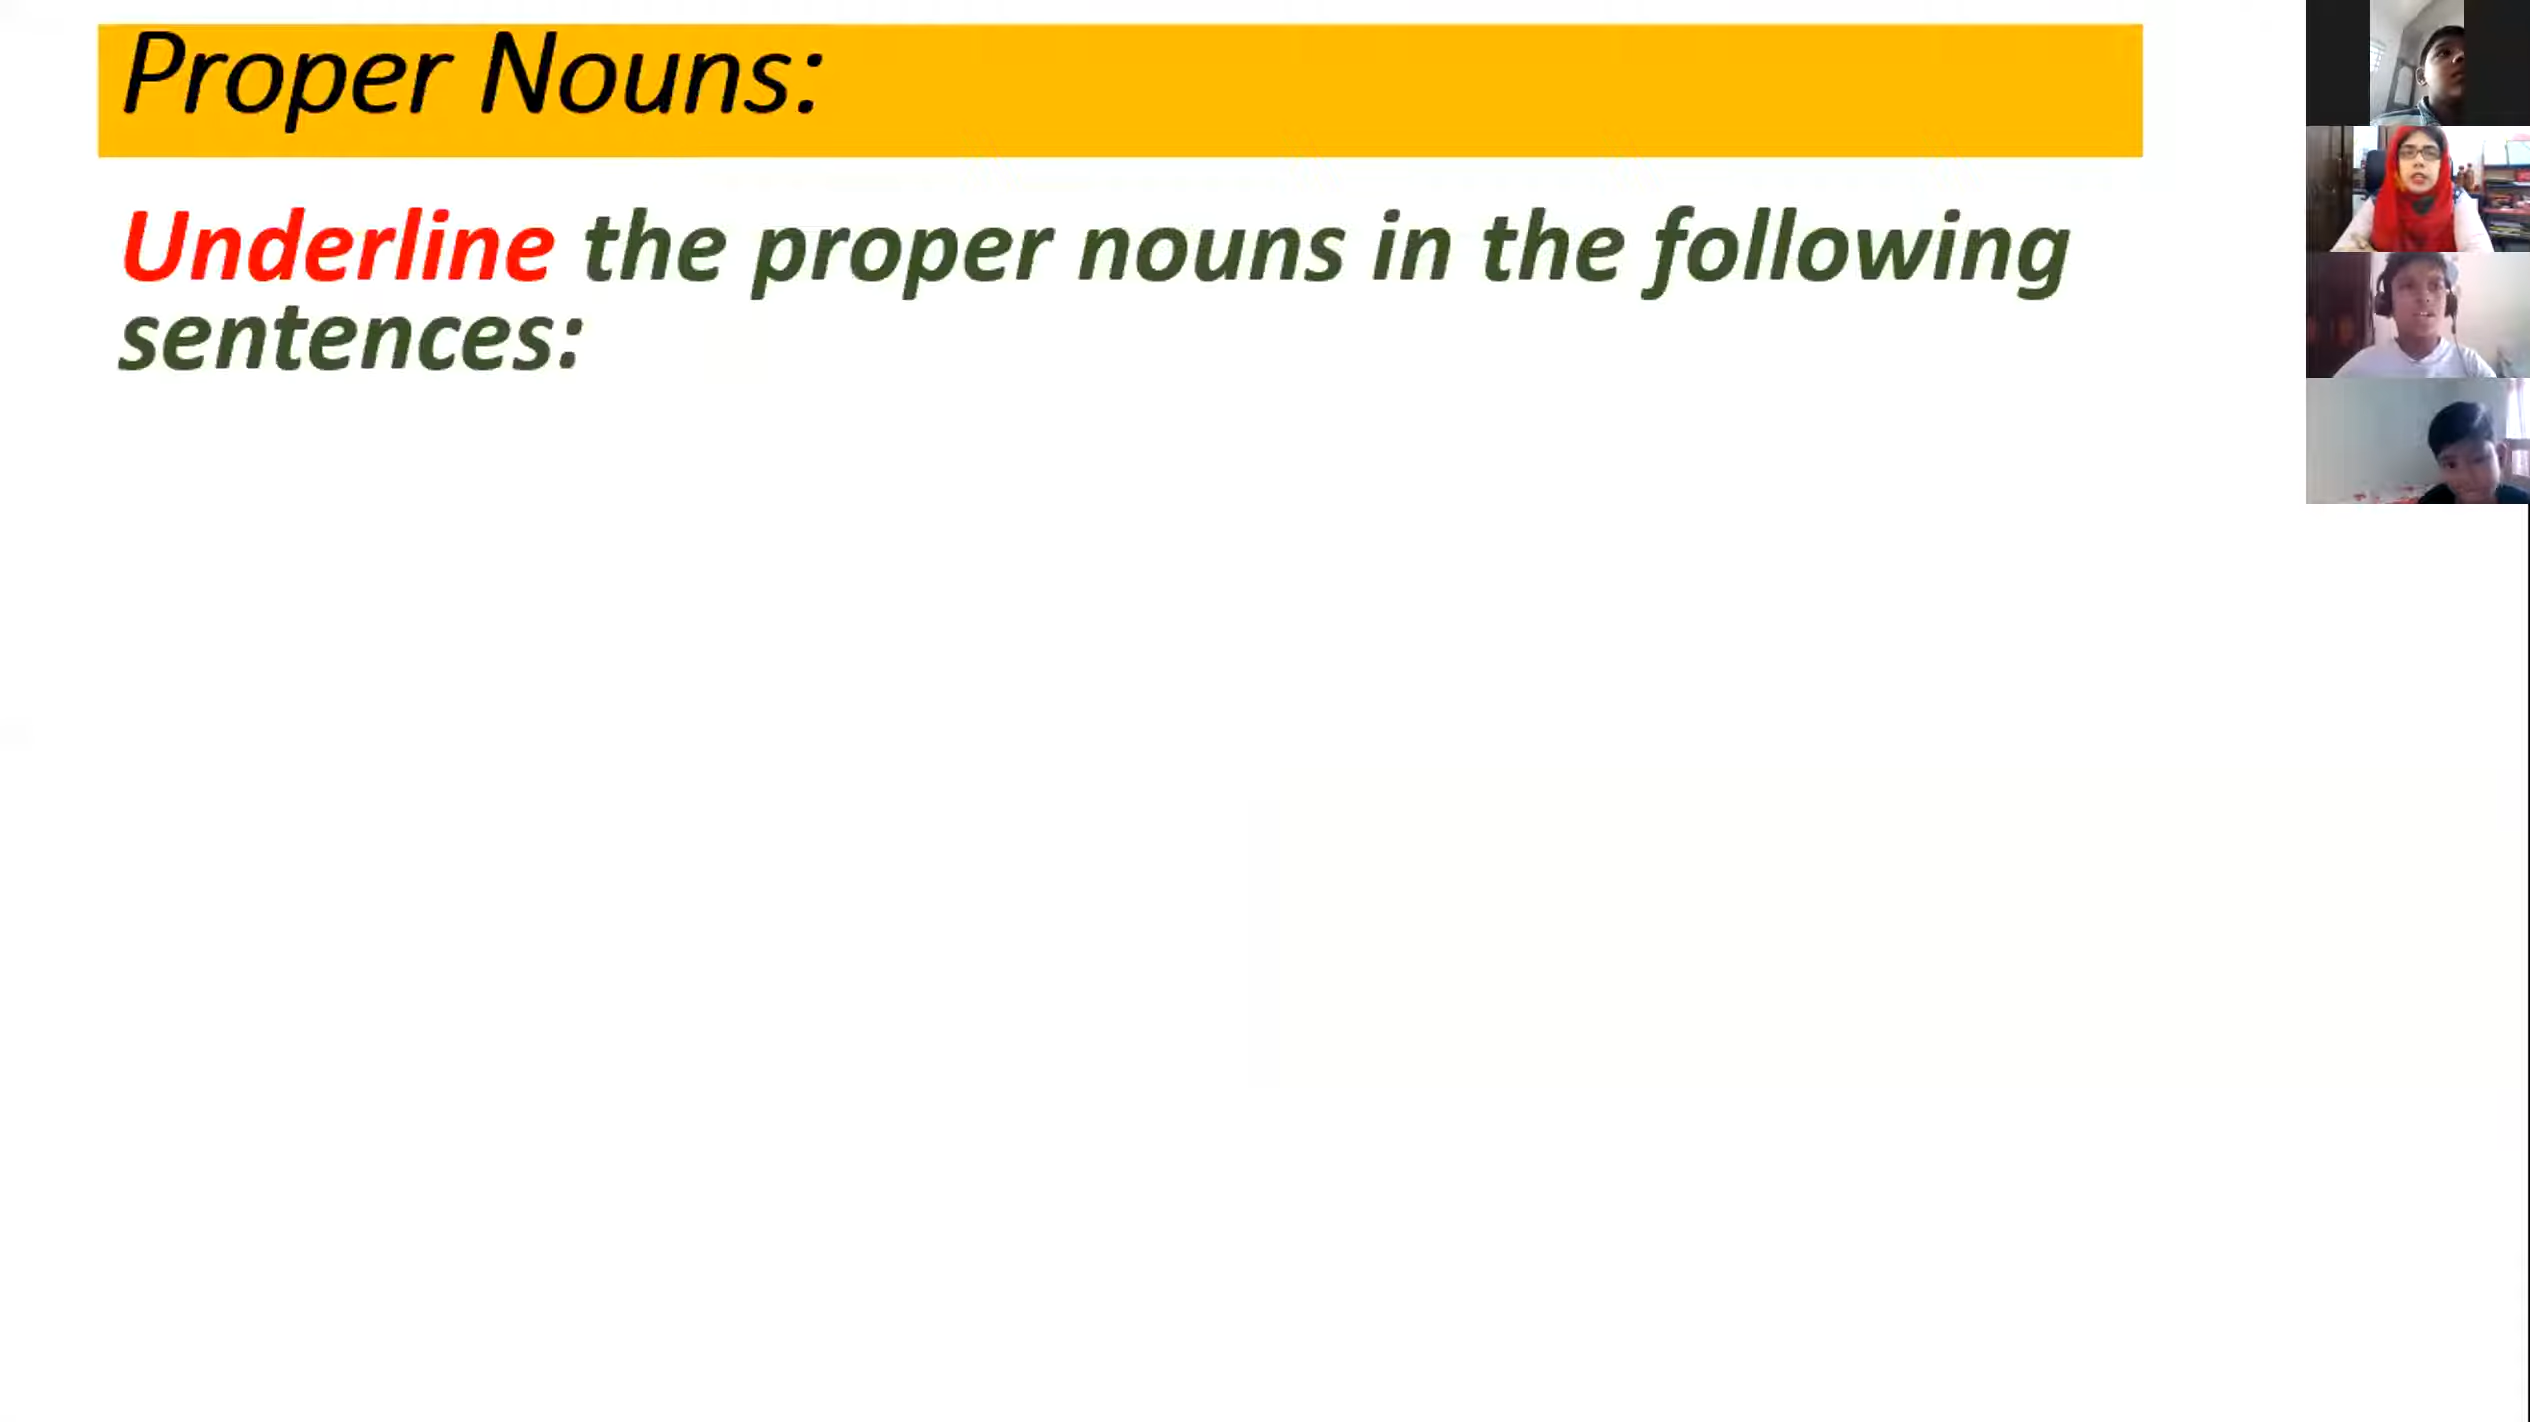 Proper Nouns:
Underline the proper nouns in the following
sentences: